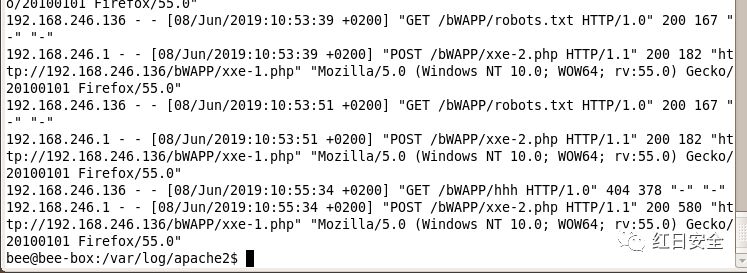 o/20100101 Firefox/55.0"
192.168.246.136 - - [08/Jun/2019:10:53:39 +0200] "GET /bWAPP/robots.txt HTTP/1.0" 200 167 "
-" "-"
192.168.246.1 - - [08/Jun/2019:10:53:39 +0200] "POST /bWAPP/xxe-2.php HTTP/1.1" 200 182 "ht
tp://192.168.246.136/bWAPP/xxe-1.php" "Mozilla/5.0 (Windows NT 10.0; WOW64; rv:55.0) Gecko/
20100101 Firefox/55.0"
192.168.246.136 - - [08/Jun/2019:10:53:51 +0200] "GET /bWAPP/robots.txt HTTP/1.0" 200 167 "
-" "-"
192.168.246.1 - - [08/Jun/2019:10:53:51 +0200] "POST /bWAPP/xxe-2.php HTTP/1.1" 200 182 "ht
tp://192.168.246.136/bWAPP/xxe-1.php" "Mozilla/5.0 (Windows NT 10.0; WOW64; rv:55.0) Gecko/
20100101 Firefox/55.0"
192.168.246.136 - - [08/Jun/2019:10:55:34 +0200] "GET /bWAPP/hhh HTTP/1.0" 404 378 "-" "-"
192.168.246.1 - - [08/Jun/2019:10:55:34 +0200] "POST /bWAPP/xxe-2.php HTTP/1.1" 200 580 "ht
tp://192.168.246.136/bWAPP/xxe-1.php" "Mozilla/5.0 (Windows NT 10.0; WOW64; rv:55.0) Gecko/
20100101 Firefox/55.0"
红日安全
bee@bee-box:/var/log/apache2$